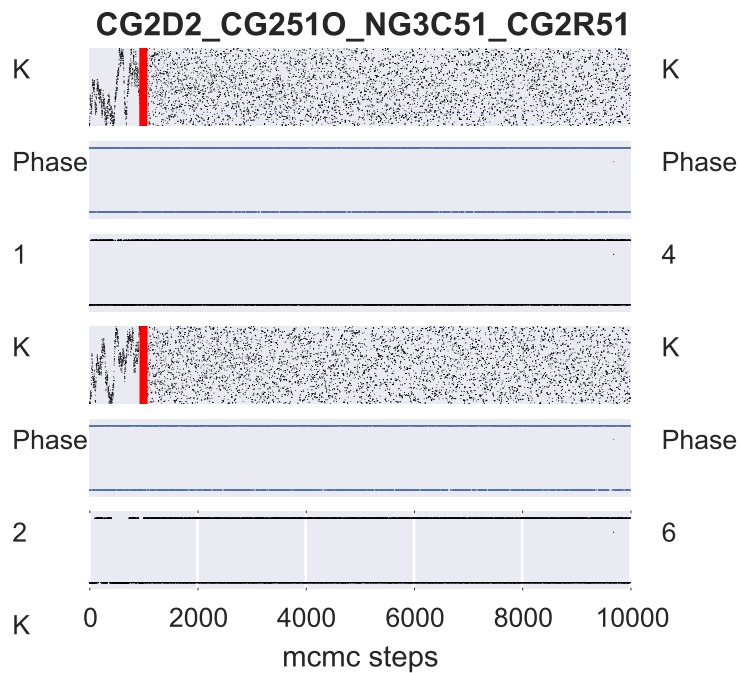 CG2D2_CG251O_NG3C51_CG2R51
K K
Phase Phase
1 4
K K
Phase Phase
2 6
K 0 2000 4000 6000 8000 10000
mcmc steps